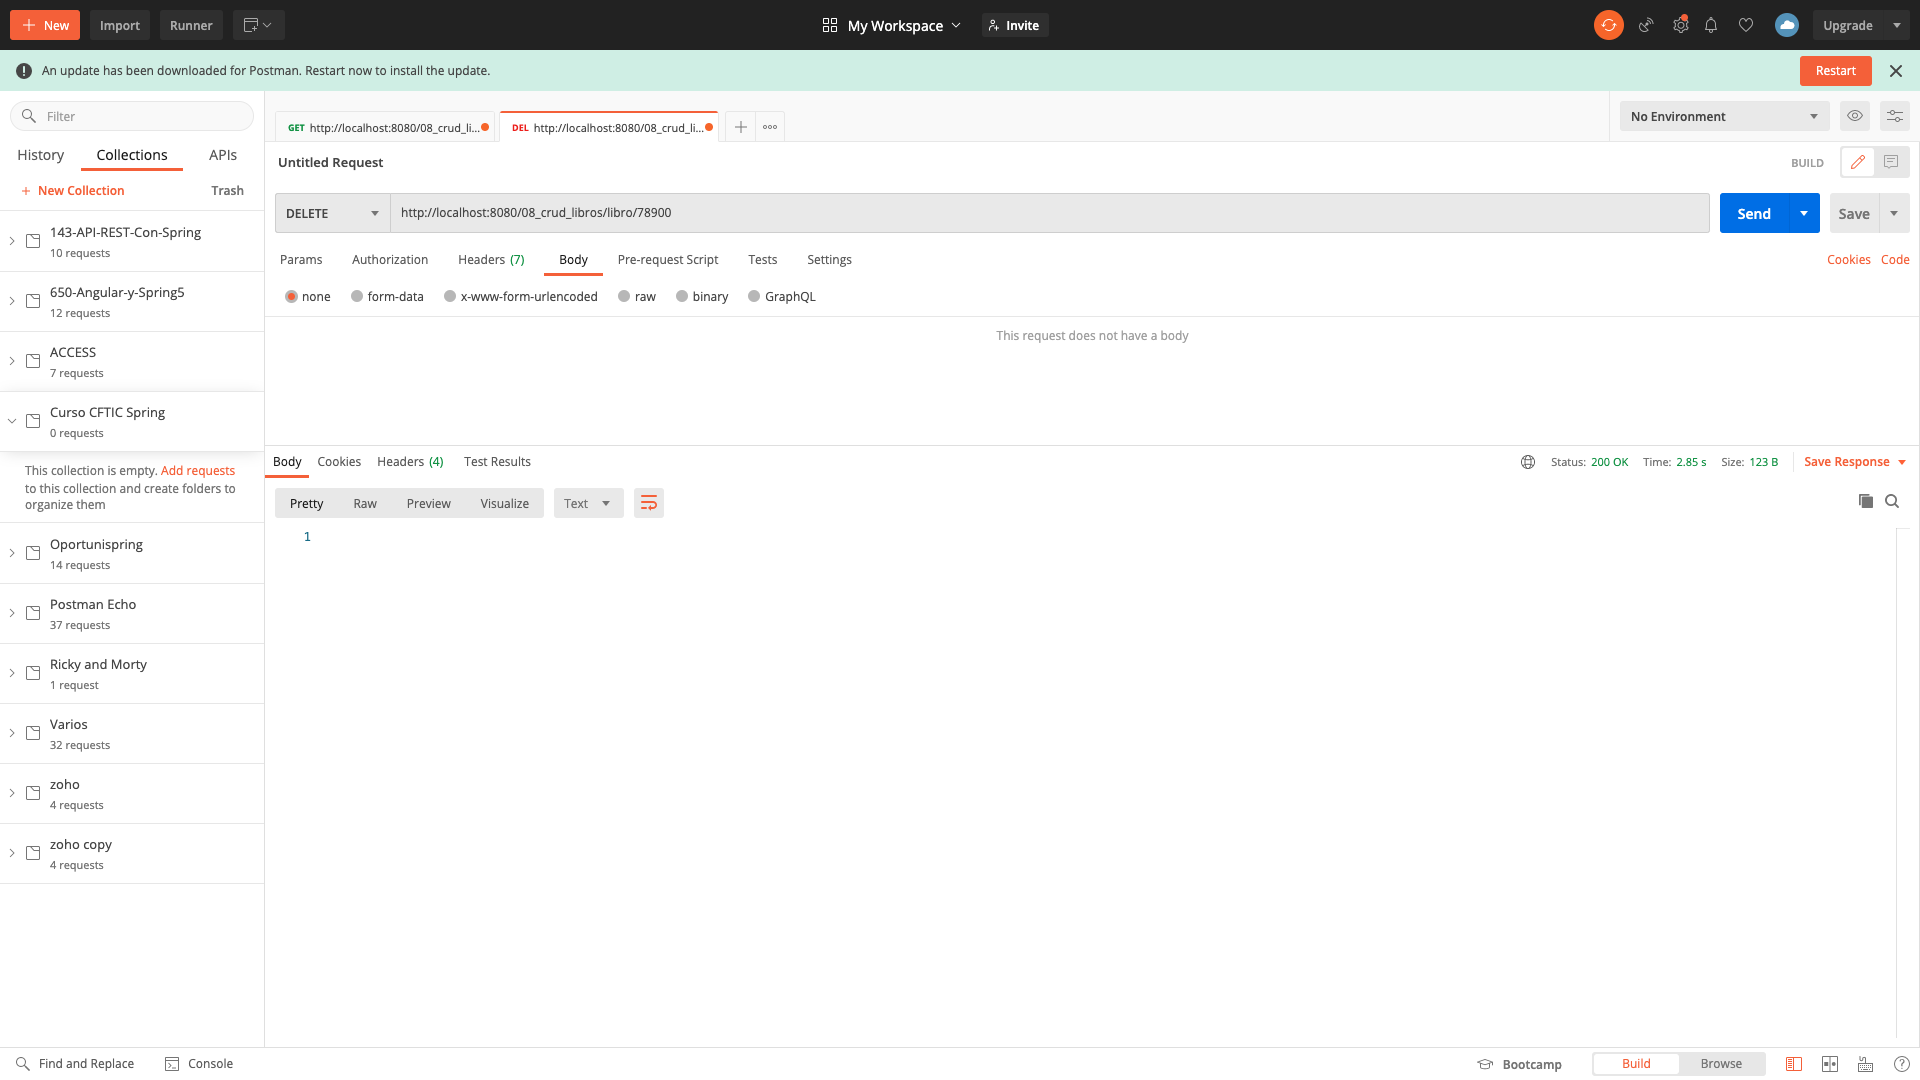 New
Import
Runner
My Workspace
Invite
Upgrade
An update has been downloaded for Postman. Restart now to install the update.
Restart
Filter
History
Collections
APIs
+ New Collection
Trash
143-API-REST-Con-Spring
10 requests
650-Angular-y-Spring5
12 requests
ACCESS
7 requests
Curso CFTIC Spring
0 requests
This collection is empty. Add requests
to this collection and create folders to
organize them
Oportunispring
14 requests
Postman Echo
37 requests
Ricky and Morty
1 request
Varios
32 requests
zoho
4 requests
zoho copy
4 requests
GET http://localhost:8080/08_crud_li...
DEL http://localhost:8080/08_crud_li...
No Environment
Untitled Request
BUILD
DELETE
http://localhost:8080/08_crud_libros/libro/78900
Send
Save
Params
Authorization
Headers (7)
Body
Pre-request Script
Tests
Settings
Cookies
Code
none
form-data
x-www-form-urlencoded
raw
binary
GraphQL
This request does not have a body
Body
Cookies
Headers (4)
Test Results
Status: 200 OK
Time: 2.85 s
Size: 123 B
Save Response
Pretty
Raw
Preview
Visualize
Text
1
Find and Replace
Console
Bootcamp
Build
Browse